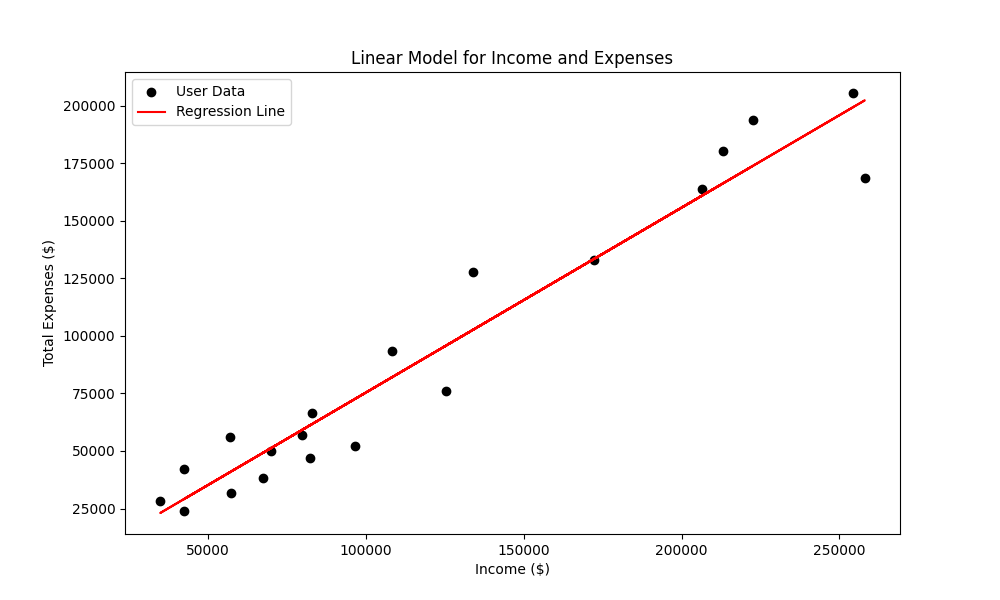 Linear Model for Income and Expenses
User Data
Regression Line
200000
175000
150000
125000
100000
75000
50000
25000
Total Expenses ($)
50000
100000
150000
200000
250000
Income ($)